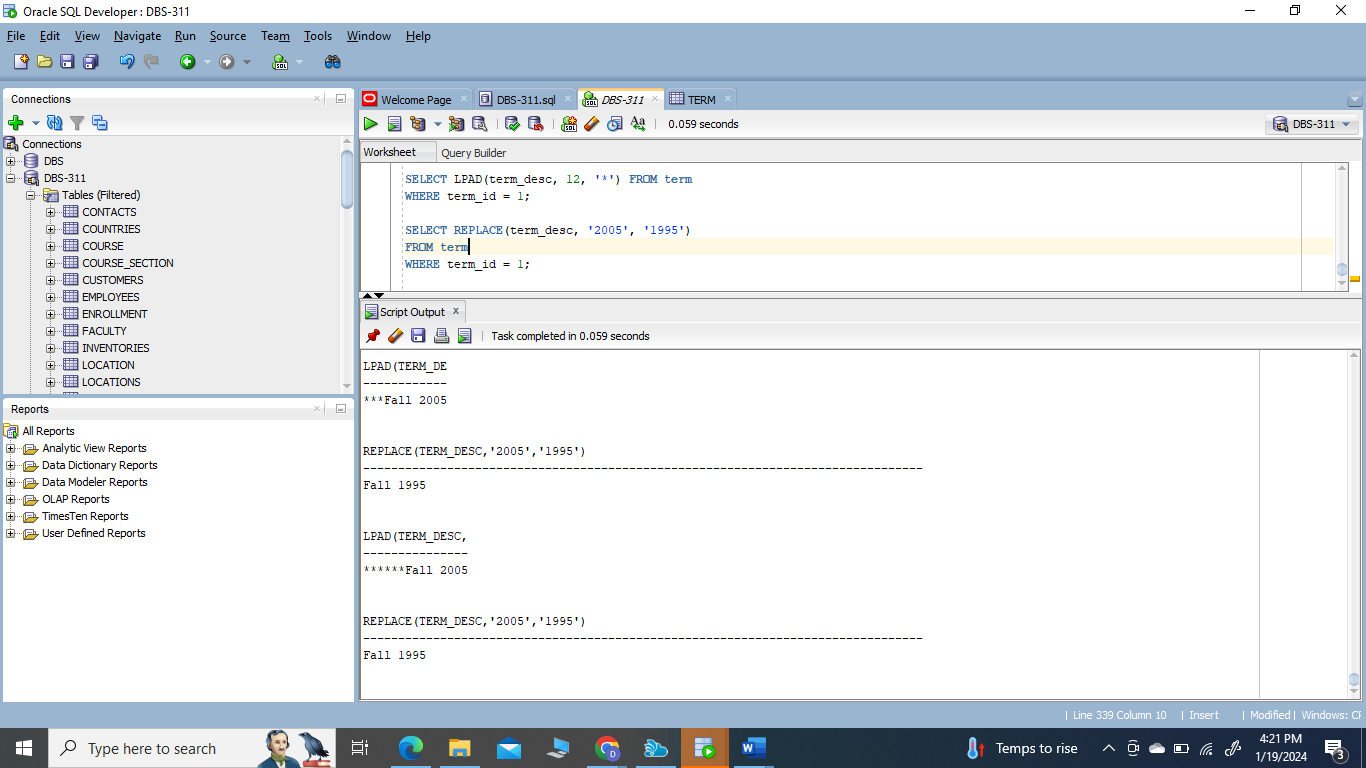 Oracle SQL Developer : DBS-311
File Edit View Navigate Run Source Team Tools Window Help
Connections
Connections
DBS
DBS-311
Tables (Filtered)
CONTACTS
COUNTRIES
COURSE
COURSE_SECTION
CUSTOMERS
EMPLOYEES
ENROLLMENT
FACULTY
INVENTORIES
LOCATION
LOCATIONS
Reports
All Reports
Analytic View Reports
Data Dictionary Reports
Data Modeler Reports
OLAP Reports
TimesTen Reports
User Defined Reports
Welcome Page DBS-311.sql DBS-311 TERM
0.059 seconds DBS-311
Worksheet Query Builder
SELECT LPAD(term_desc, 12, '*') FROM term
WHERE term_id = 1;
SELECT REPLACE(term_desc, '2005', '1995')
FROM term
WHERE term_id = 1;
Script Output x
Task completed in 0.059 seconds
LPAD(TERM_DE
------------
***Fall 2005
REPLACE(TERM_DESC,'2005','1995')
--------------------------------------------------------------------------------
Fall 1995
LPAD(TERM_DESC,
---------------
******Fall 2005
REPLACE(TERM_DESC,'2005','1995')
--------------------------------------------------------------------------------
Fall 1995
| Line 339 Column 10 | Insert | Modified | Windows: CF
Type here to search
Temps to rise
4:21 PM
1/19/2024
3